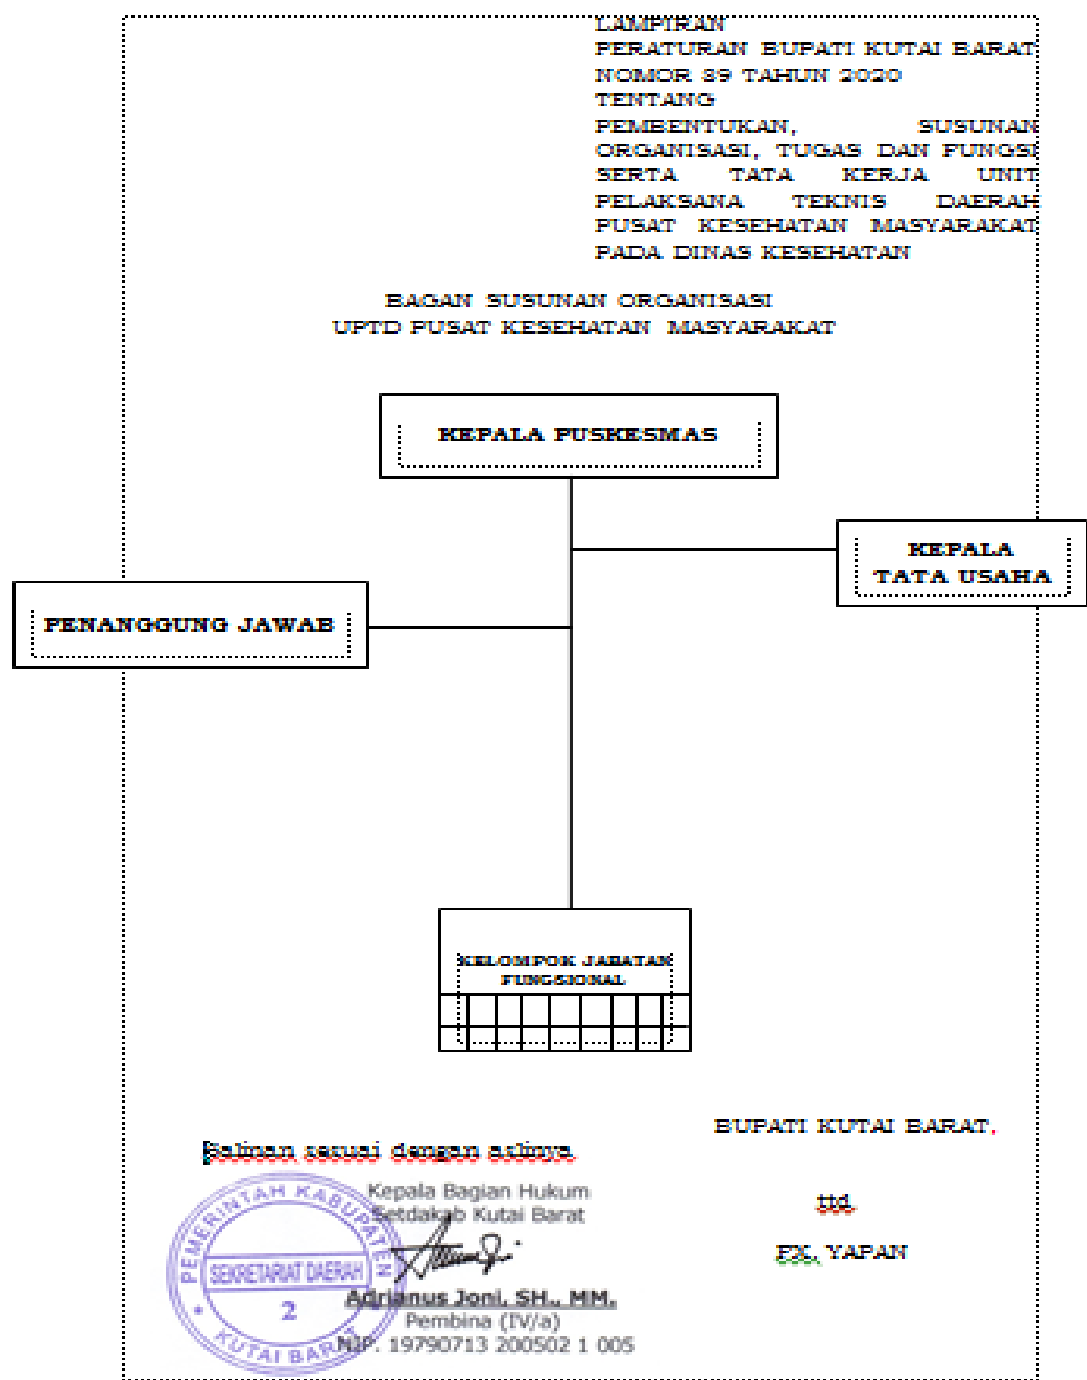 LAMPIRAN
PERATURAN BUPATI KUTAI BARAT
NOMOR 89 TAHUN 2020
TENTANG
PEMBENTUKAN, SUSUNAN
ORGANISASI, TUGAS DAN FUNGSI
SERTA TATA KERJA UNIT
PELAKSANA TEKNIS DAERAH
PUSAT KESEHATAN MASYARAKAT
PADA DINAS KESEHATAN
BAGAN SUSUNAN ORGANISASI
UPTD PUSAT KESEHATAN MASYARAKAT
KEPALA PUSKESMAS
KEPALA
TATA USAHA
PENANGGUNG JAWAB
KELOMPOK JABATAN
FUNGSIONAL
BUPATI KUTAI BARAT,
ttd.
FX. YAPAN
Salinan sesuai dengan aslinya
Kepala Bagian Hukum
Setdakab Kutai Barat
Adrianus Joni, SH., MM.
Pembina (IV/a)
NIP. 19790713 200502 1 005
PEMERINTAH KABUPATEN
SEKRETARIAT DAERAH
2
KUTAI BARAT